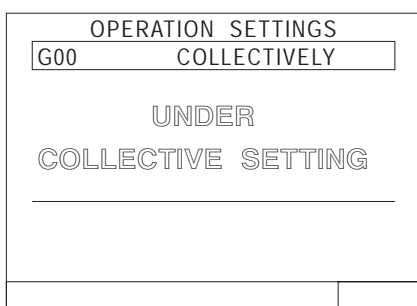 OPERATION SETTINGS
G00 COLLECTIVELY
UNDER
COLLECTIVE SETTING